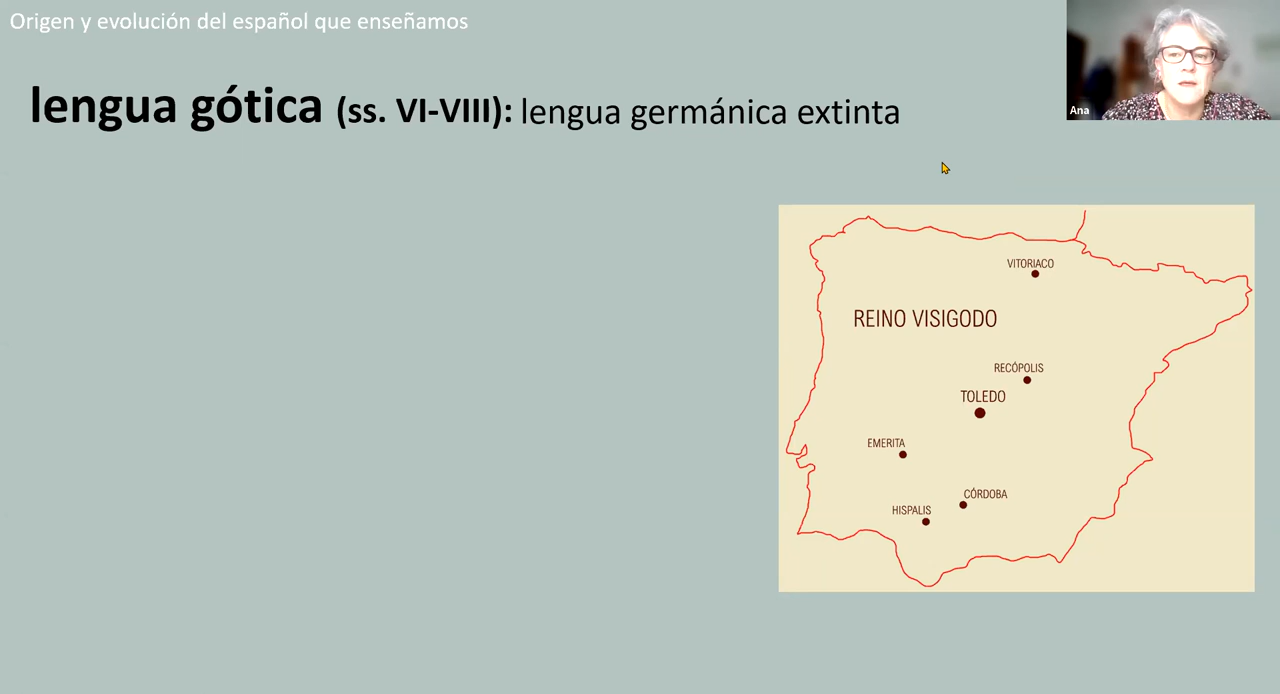 Origen y evolución del español que enseñamos
lengua gótica (ss. VI-VIII): lengua germánica extinta
Ana
VITORIACO
REINO VISIGODO
RECÓPOLIS
TOLEDO
EMERITA
CÓRDOBA
HISPALIS